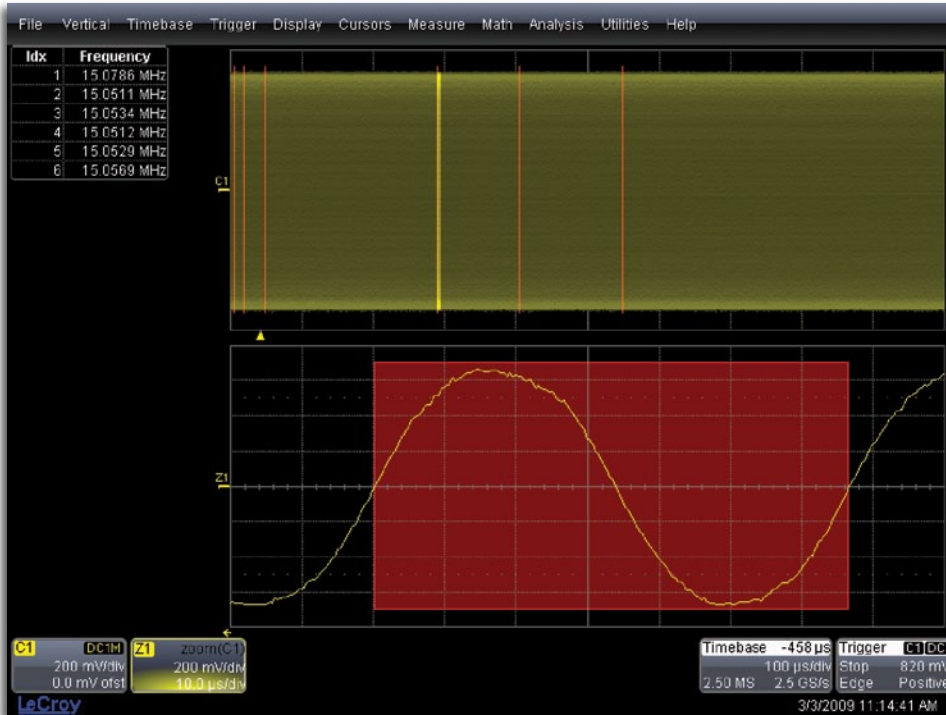 File Vertical Timebase Trigger Display Cursors Measure Math Analysis Utilities Help
Idx Frequency
1 15.0786 MHz
2 15.0511 MHz
3 15.0534 MHz
4 15.0512 MHz
5 15.0529 MHz
6 15.0569 MHz
C1
Z1
C1 DC1M
200 mV/div
0.0 mV ofst
Z1 zoom(C1)
200 mV/div
10.0 µs/div
Timebase -458 µs
100 µs/div
2.50 MS 2.5 GS/s
Trigger C1 DC
Stop 820 mV
Edge Positive
LeCroy
3/3/2009 11:14:41 AM